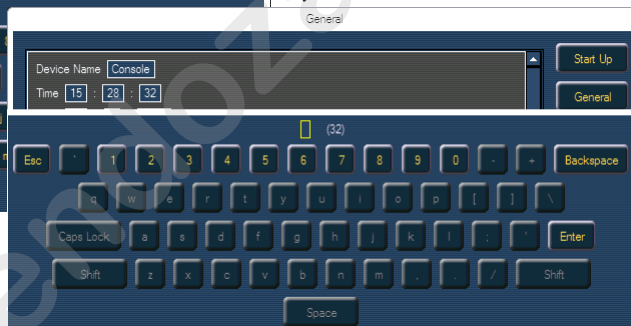 General
Device Name Console
Start Up
Time 15 : 28 : 32
General
(32)
Esc ` 1 2 3 4 5 6 7 8 9 0 - + Backspace
q w e r t y u i o p [ ] \
Caps Lock a s d f g h j k l ; ' Enter
Shift z x c v b n m , . / Shift
Space